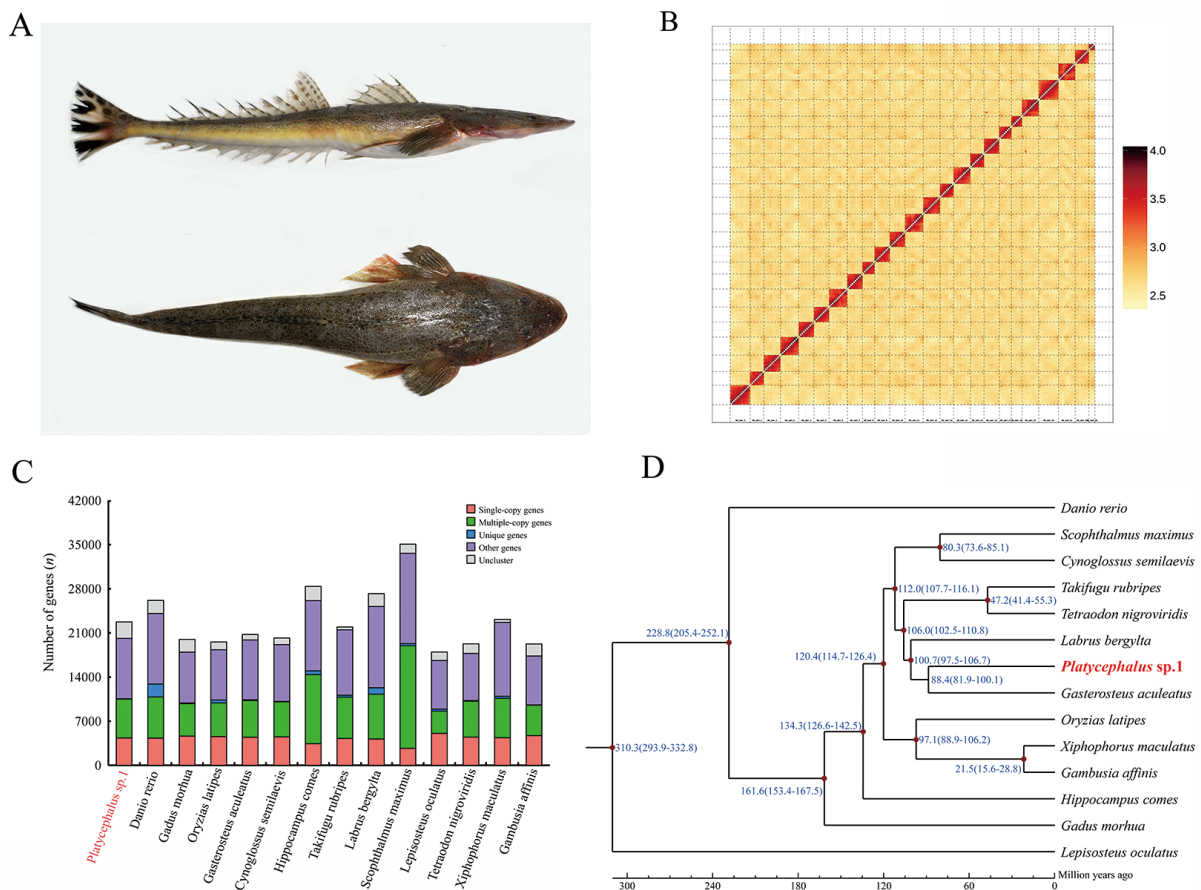 A
B
4.0
3.5
3.0
2.5
C
42000
35000
28000
21000
14000
7000
0
Number of genes (n)
Single-copy genes
Multiple-copy genes
Unique genes
Other genes
Uncluster
Platycephalus sp.1
Danio rerio
Gadus morhua
Oryzias latipes
Gasterosteus aculeatus
Cynoglossus semilaevis
Hippocampus comes
Takifugu rubripes
Labrus bergylta
Scophthalmus maximus
Lepisosteus oculatus
Tetraodon nigroviridis
Xiphophorus maculatus
Gambusia affinis
D
Danio rerio
Scophthalmus maximus
80.3(73.6-85.1)
Cynoglossus semilaevis
Takifugu rubripes
112.0(107.7-116.1)
47.2(41.4-55.3)
Tetraodon nigroviridis
228.8(205.4-252.1)
106.0(102.5-110.8)
Labrus bergylta
120.4(114.7-126.4)
100.7(97.5-106.7)
Platycephalus sp.1
88.4(81.9-100.1)
Gasterosteus aculeatus
Oryzias latipes
134.3(126.6-142.5)
97.1(88.9-106.2)
310.3(293.9-332.8)
Xiphophorus maculatus
21.5(15.6-28.8)
Gambusia affinis
161.6(153.4-167.5)
Hippocampus comes
Gadus morhua
Lepisosteus oculatus
Million years ago
300 240 180 120 60 0